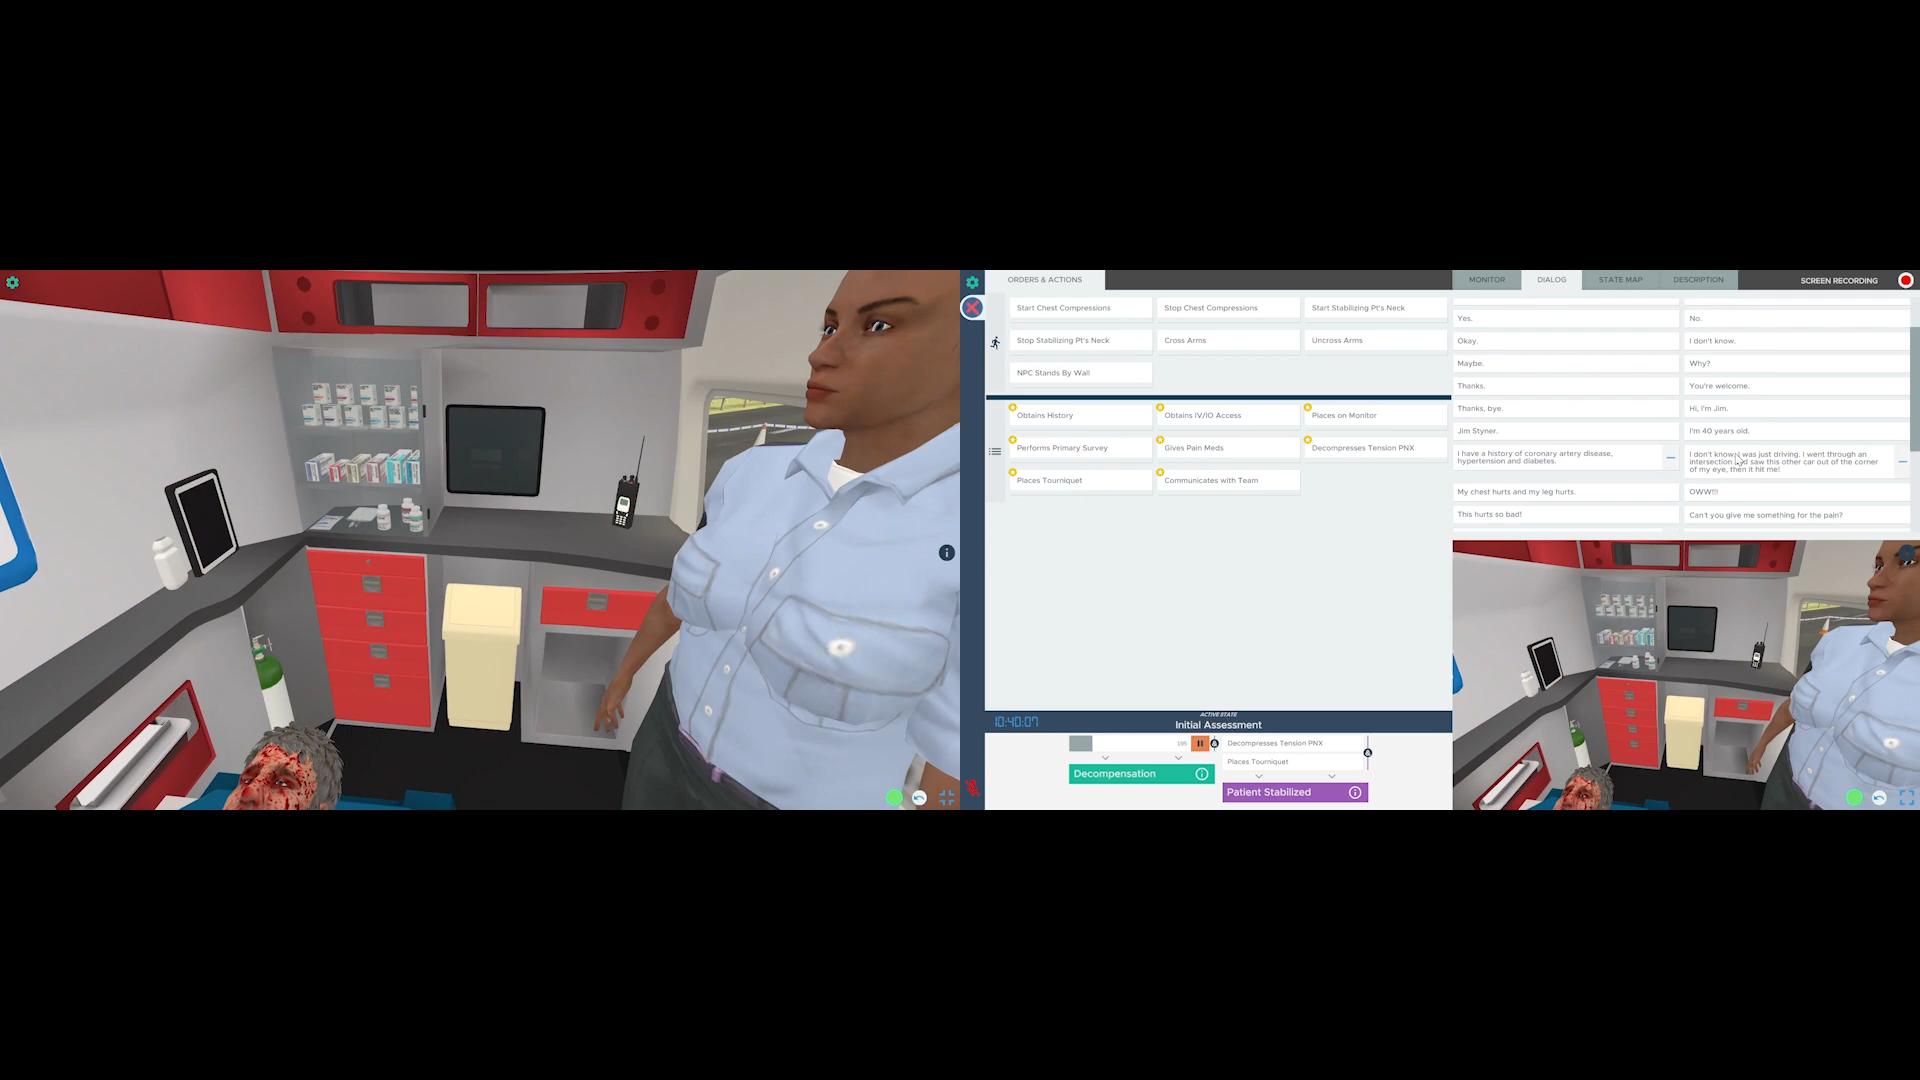 ORDERS & ACTIONS
MONITOR
DIALOG
STATE MAP
DESCRIPTION
SCREEN RECORDING
Start Chest Compressions
Stop Chest Compressions
Start Stabilizing Pt's Neck
Stop Stabilizing Pt's Neck
Cross Arms
Uncross Arms
NPC Stands By Wall
Obtains History
Obtains IV/IO Access
Places on Monitor
Performs Primary Survey
Gives Pain Meds
Decompresses Tension PNX
Places Tourniquet
Communicates with Team
Yes.
No.
Okay.
I don't know.
Maybe.
Why?
Thanks.
You're welcome.
Thanks, bye.
Hi, I'm Jim.
Jim Styner.
I'm 40 years old.
I have a history of coronary artery disease,
hypertension and diabetes.
I don't know, I was just driving. I went through an
intersection and saw this other car out of the corner
of my eye, then it hit me!
My chest hurts and my leg hurts.
OWW!!!
This hurts so bad!
Can't you give me something for the pain?
10:40:07
ACTIVE STATE
Initial Assessment
195
Decompresses Tension PNX
Places Tourniquet
Decompensation
Patient Stabilized